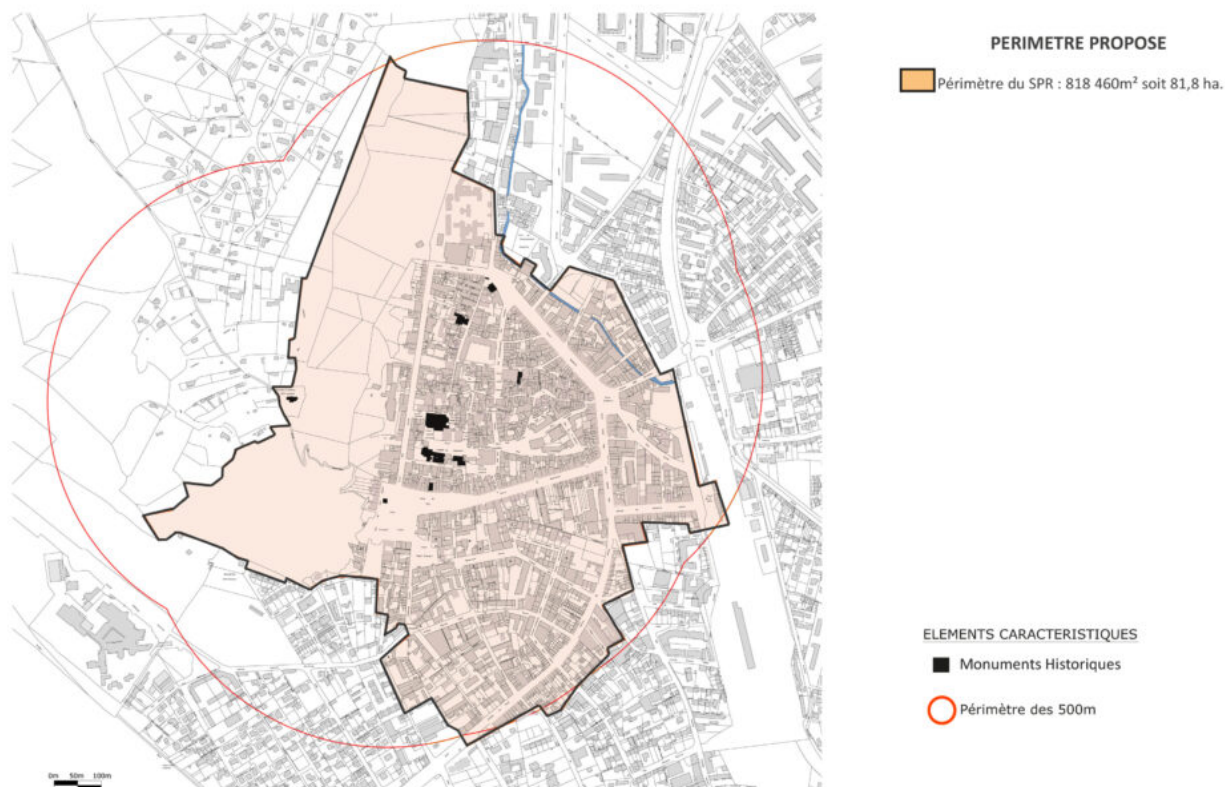 PERIMETRE PROPOSE
Périmètre du SPR : 818 460m² soit 81,8 ha.
ELEMENTS CARACTERISTIQUES
Monuments Historiques
Périmètre des 500m
0m 50m 100m